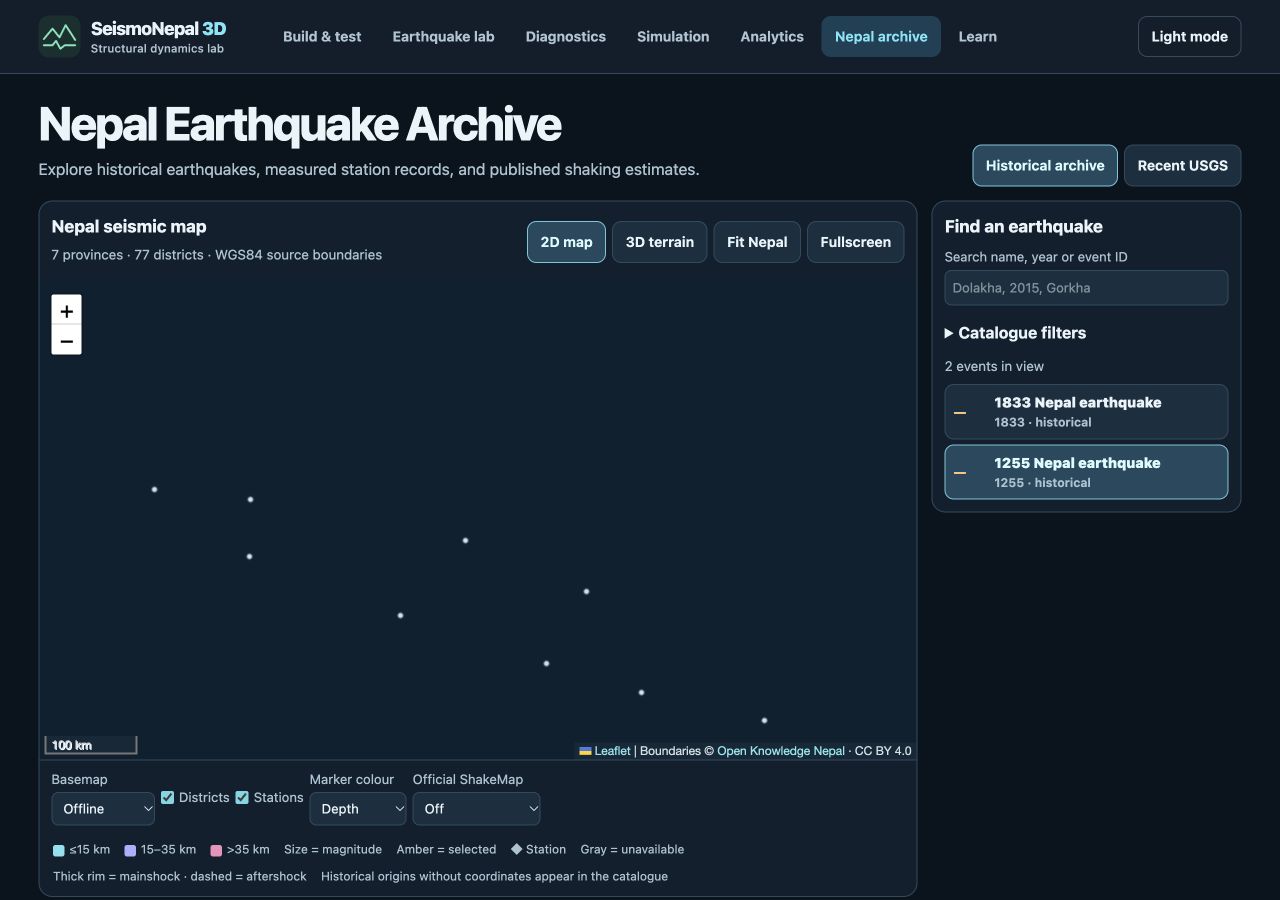 SeismoNepal 3D
Structural dynamics lab
Build & test
Earthquake lab
Diagnostics
Simulation
Analytics
Nepal archive
Learn
Light mode
Nepal Earthquake Archive
Explore historical earthquakes, measured station records, and published shaking estimates.
Historical archive
Recent USGS
Nepal seismic map
7 provinces · 77 districts · WGS84 source boundaries
2D map
3D terrain
Fit Nepal
Fullscreen
+
−
100 km
Leaflet | Boundaries © Open Knowledge Nepal · CC BY 4.0
Basemap
Offline
Districts
Stations
Marker colour
Depth
Official ShakeMap
Off
≤15 km
15–35 km
>35 km
Size = magnitude
Amber = selected
Station
Gray = unavailable
Thick rim = mainshock · dashed = aftershock
Historical origins without coordinates appear in the catalogue
Find an earthquake
Search name, year or event ID
Dolakha, 2015, Gorkha
Catalogue filters
2 events in view
—
1833 Nepal earthquake
1833 · historical
—
1255 Nepal earthquake
1255 · historical